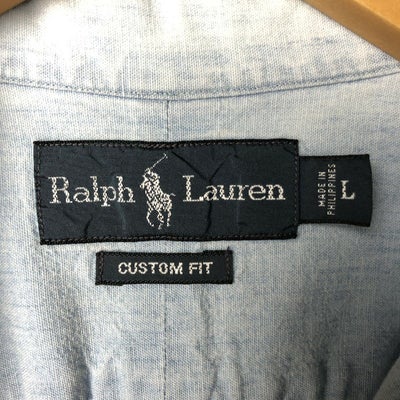 Ralph Lauren
MADE IN
PHILIPPINES
L
CUSTOM FIT